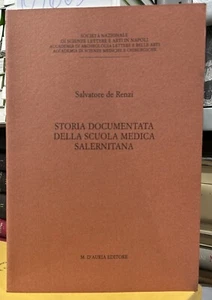 SOCIETÀ NAZIONALE
DI SCIENZE LETTERE E ARTI IN NAPOLI
ACCADEMIA DI ARCHEOLOGIA LETTERE E BELLE ARTI
ACCADEMIA DI SCIENZE MEDICHE E CHIRURGICHE
Salvatore de Renzi
STORIA DOCUMENTATA
DELLA SCUOLA MEDICA
SALERNITANA
M. D'AURIA EDITORE